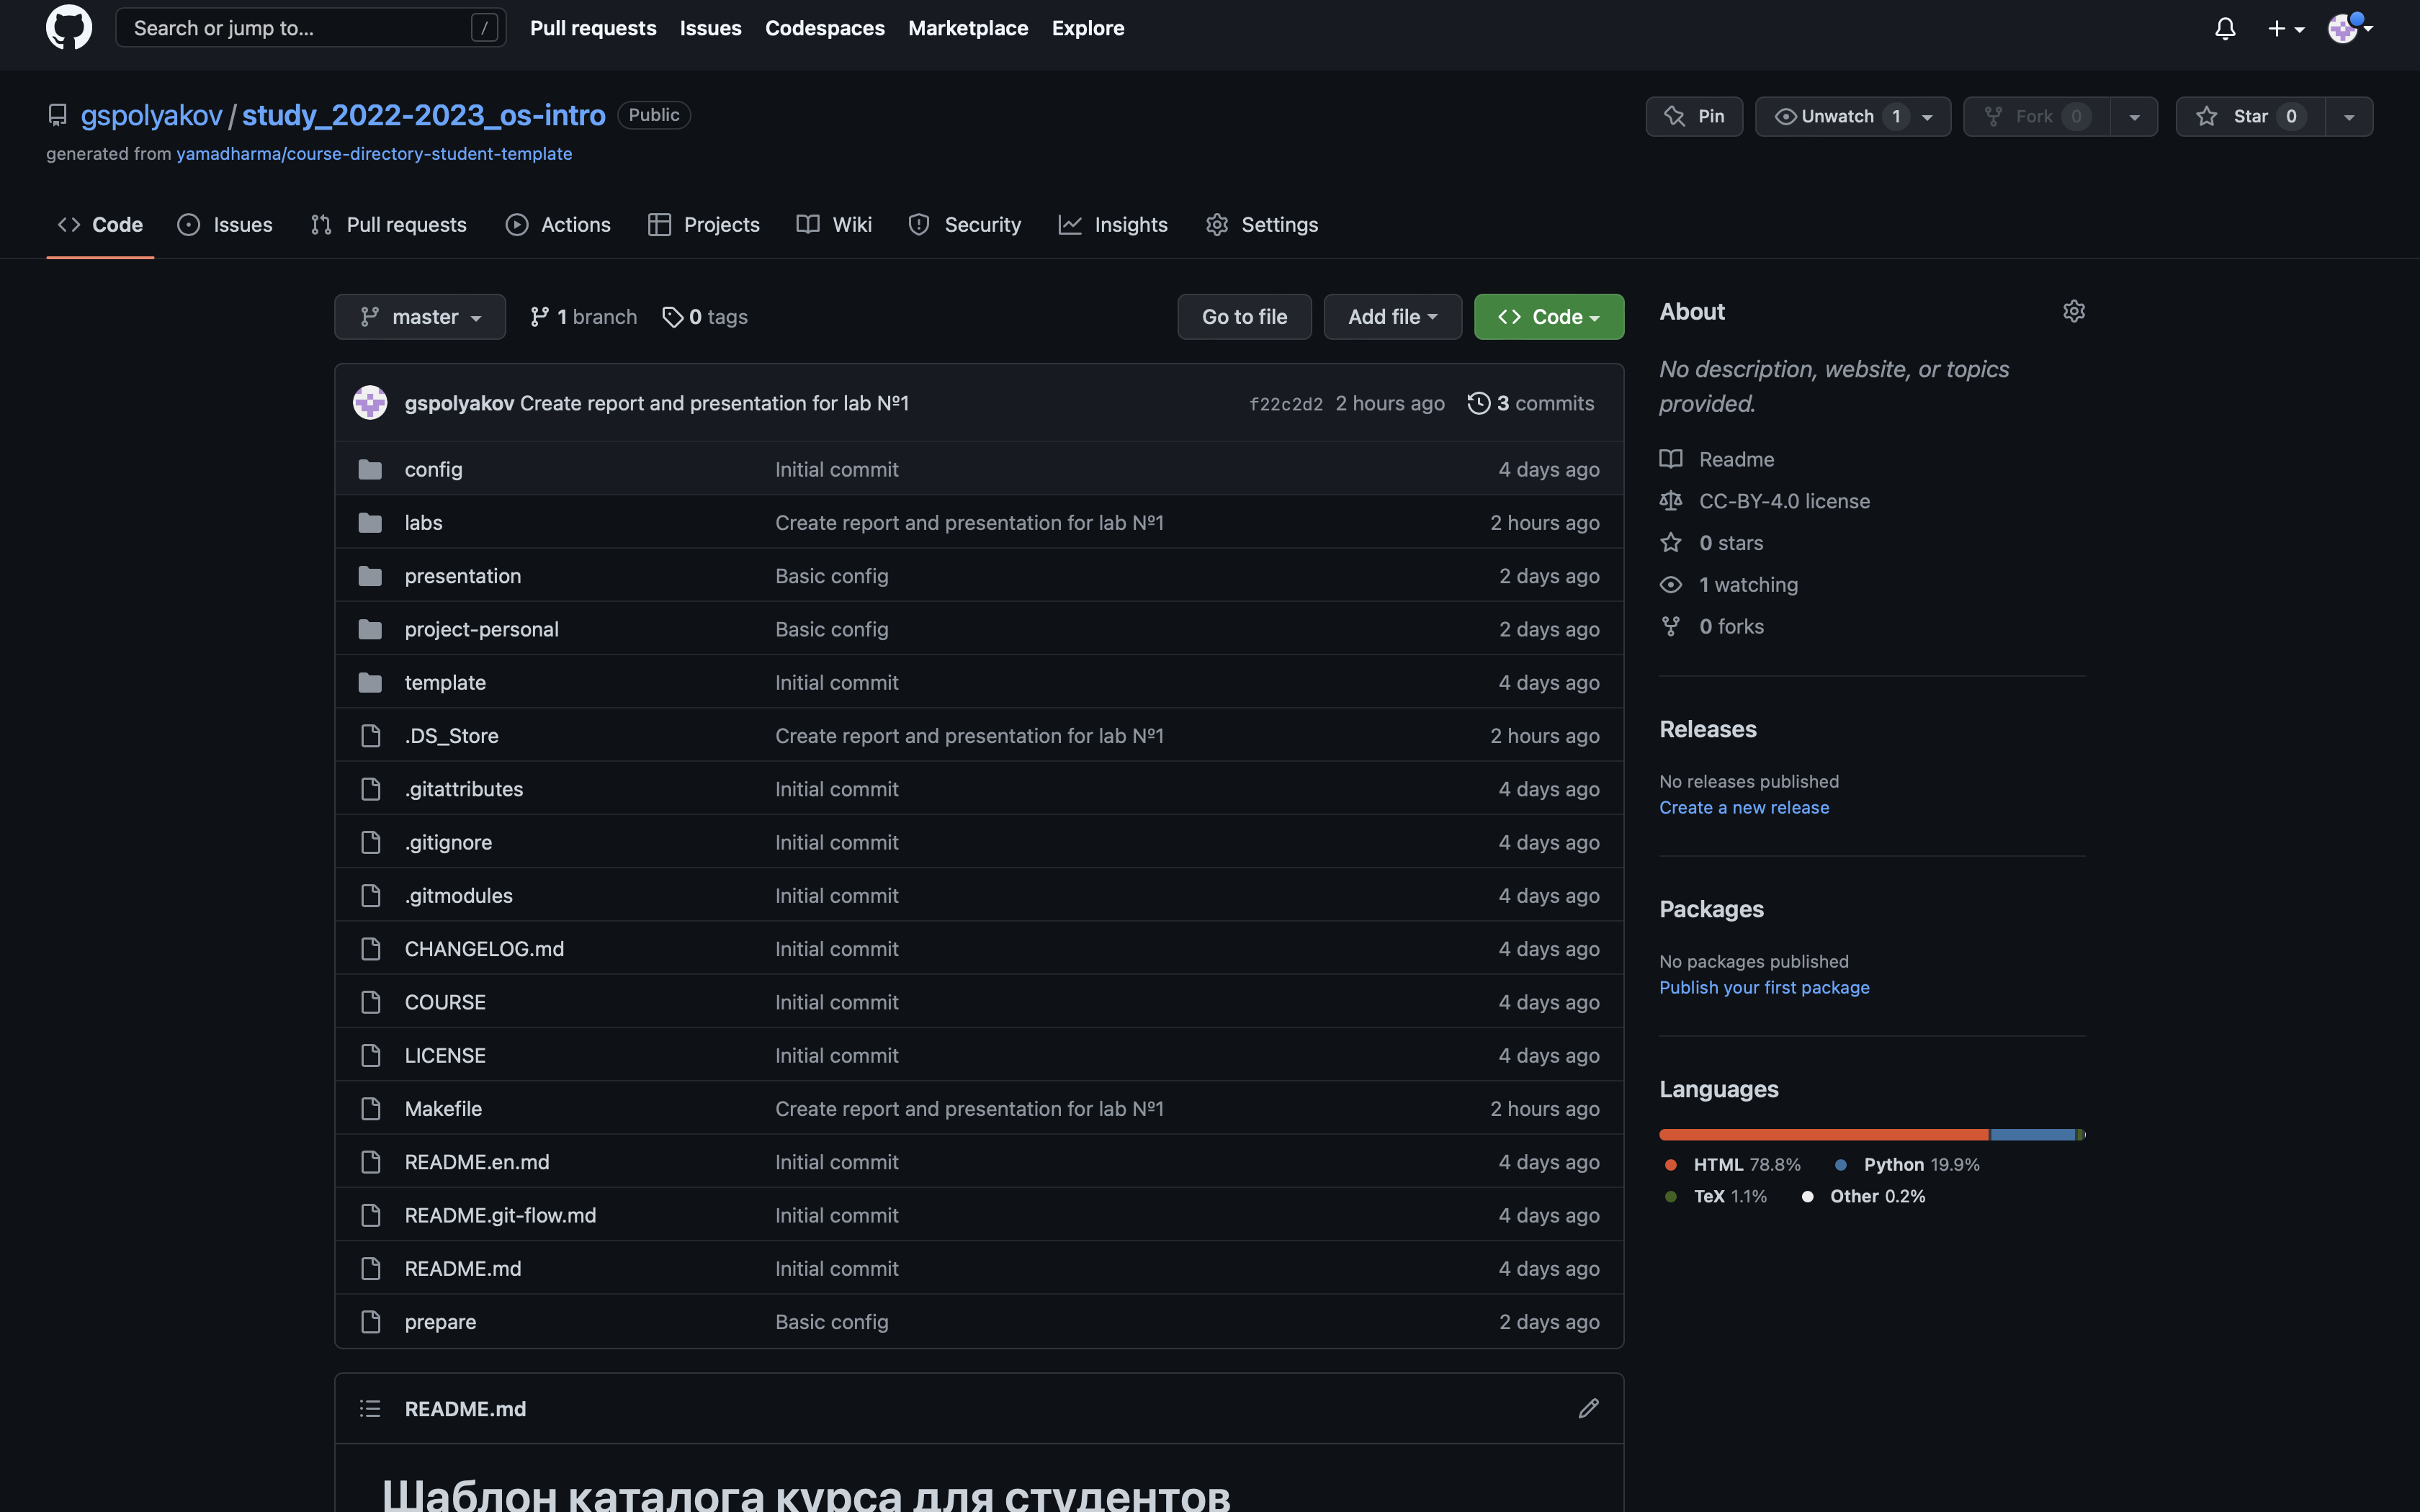 Search or jump to... / Pull requests Issues Codespaces Marketplace Explore
gspolyakov / study_2022-2023_os-intro Public Pin Unwatch 1 Fork 0 Star 0
generated from yamadharma/course-directory-student-template
Code Issues Pull requests Actions Projects Wiki Security Insights Settings
master 1 branch 0 tags Go to file Add file Code
gspolyakov Create report and presentation for lab №1 f22c2d2 2 hours ago 3 commits
config Initial commit 4 days ago
labs Create report and presentation for lab №1 2 hours ago
presentation Basic config 2 days ago
project-personal Basic config 2 days ago
template Initial commit 4 days ago
.DS_Store Create report and presentation for lab №1 2 hours ago
.gitattributes Initial commit 4 days ago
.gitignore Initial commit 4 days ago
.gitmodules Initial commit 4 days ago
CHANGELOG.md Initial commit 4 days ago
COURSE Initial commit 4 days ago
LICENSE Initial commit 4 days ago
Makefile Create report and presentation for lab №1 2 hours ago
README.en.md Initial commit 4 days ago
README.git-flow.md Initial commit 4 days ago
README.md Initial commit 4 days ago
prepare Basic config 2 days ago
README.md
Шаблон каталога курса для студентов
About
No description, website, or topics
provided.
Readme
CC-BY-4.0 license
0 stars
1 watching
0 forks
Releases
No releases published
Create a new release
Packages
No packages published
Publish your first package
Languages
HTML 78.8% Python 19.9%
TeX 1.1% Other 0.2%